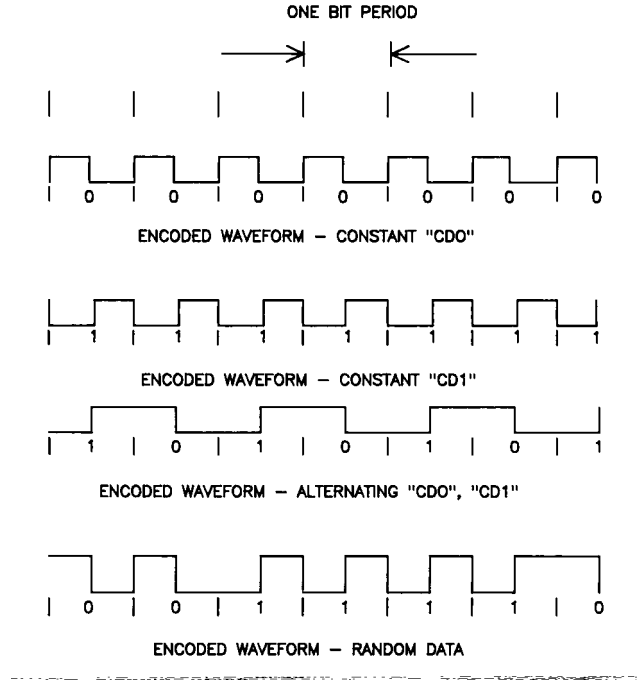 ONE BIT PERIOD
0 0 0 0 0 0 0
ENCODED WAVEFORM – CONSTANT "CD0"
1 1 1 1 1 1 1
ENCODED WAVEFORM – CONSTANT "CD1"
1 0 1 0 1 0 1
ENCODED WAVEFORM – ALTERNATING "CD0", "CD1"
0 0 1 1 1 1 0
ENCODED WAVEFORM – RANDOM DATA